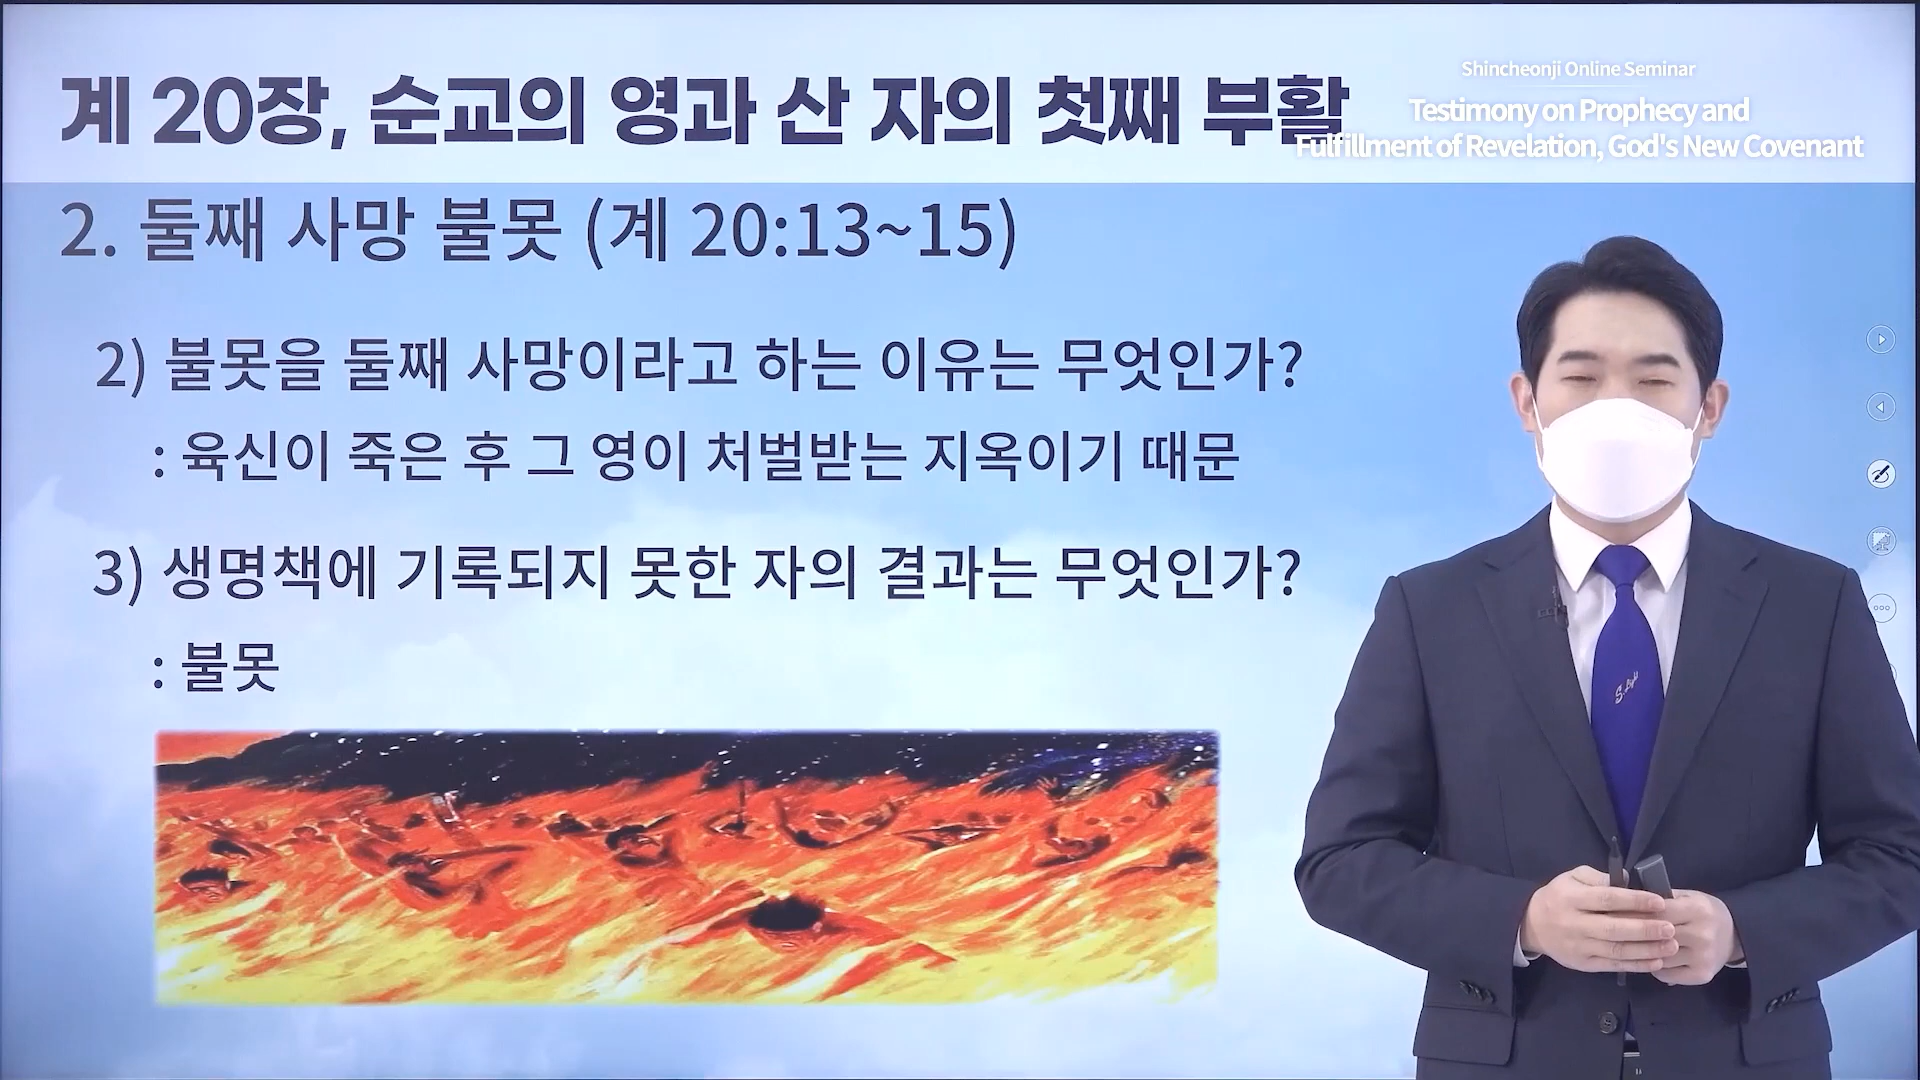 계 20장, 순교의 영과 산 자의 첫째 부활
Shincheonji Online Seminar
Testimony on Prophecy and
Fulfillment of Revelation, God's New Covenant
2. 둘째 사망 불못 (계 20:13~15)
2) 불못을 둘째 사망이라고 하는 이유는 무엇인가?
: 육신이 죽은 후 그 영이 처벌받는 지옥이기 때문
3) 생명책에 기록되지 못한 자의 결과는 무엇인가?
: 불못